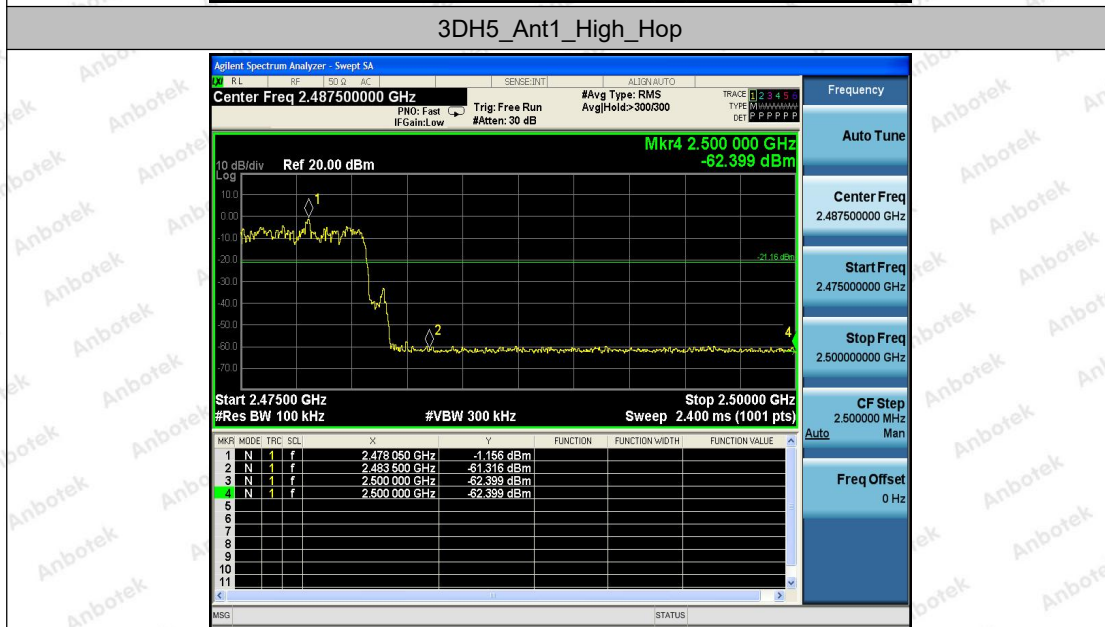 3DH5_Ant1_High_Hop
Agilent Spectrum Analyzer - Swept SA
RL RF 50 Ω AC SENSE:INT ALIGN AUTO
Center Freq 2.487500000 GHz
PNO: Fast
IFGain:Low
Trig: Free Run
#Atten: 30 dB
#Avg Type: RMS
Avg|Hold:>300/300
TRACE 1 2 3 4 5 6
TYPE M
DET P P P P P P
Mkr4 2.500 000 GHz
-62.399 dBm
10 dB/div Ref 20.00 dBm
Log
10.0
0.00
-10.0
-20.0
-30.0
-40.0
-50.0
-60.0
-70.0
1
2
4
-21.16 dBm
Start 2.47500 GHz Stop 2.50000 GHz
#Res BW 100 kHz #VBW 300 kHz Sweep 2.400 ms (1001 pts)
MKR MODE TRC SCL X Y FUNCTION FUNCTION WIDTH FUNCTION VALUE
1 N 1 f 2.478 050 GHz -1.156 dBm
2 N 1 f 2.483 500 GHz -61.316 dBm
3 N 1 f 2.500 000 GHz -62.399 dBm
4 N 1 f 2.500 000 GHz -62.399 dBm
5
6
7
8
9
10
11
MSG STATUS
Frequency
Auto Tune
Center Freq
2.487500000 GHz
Start Freq
2.475000000 GHz
Stop Freq
2.500000000 GHz
CF Step
2.500000 MHz
Auto Man
Freq Offset
0 Hz
Anbotek